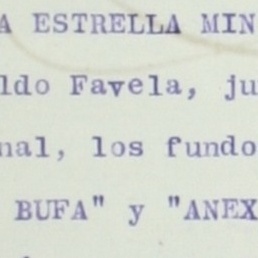 A ESTRELLA MIN
ldo Favela, ju
nal, los fundo
BUFA" y "ANEX